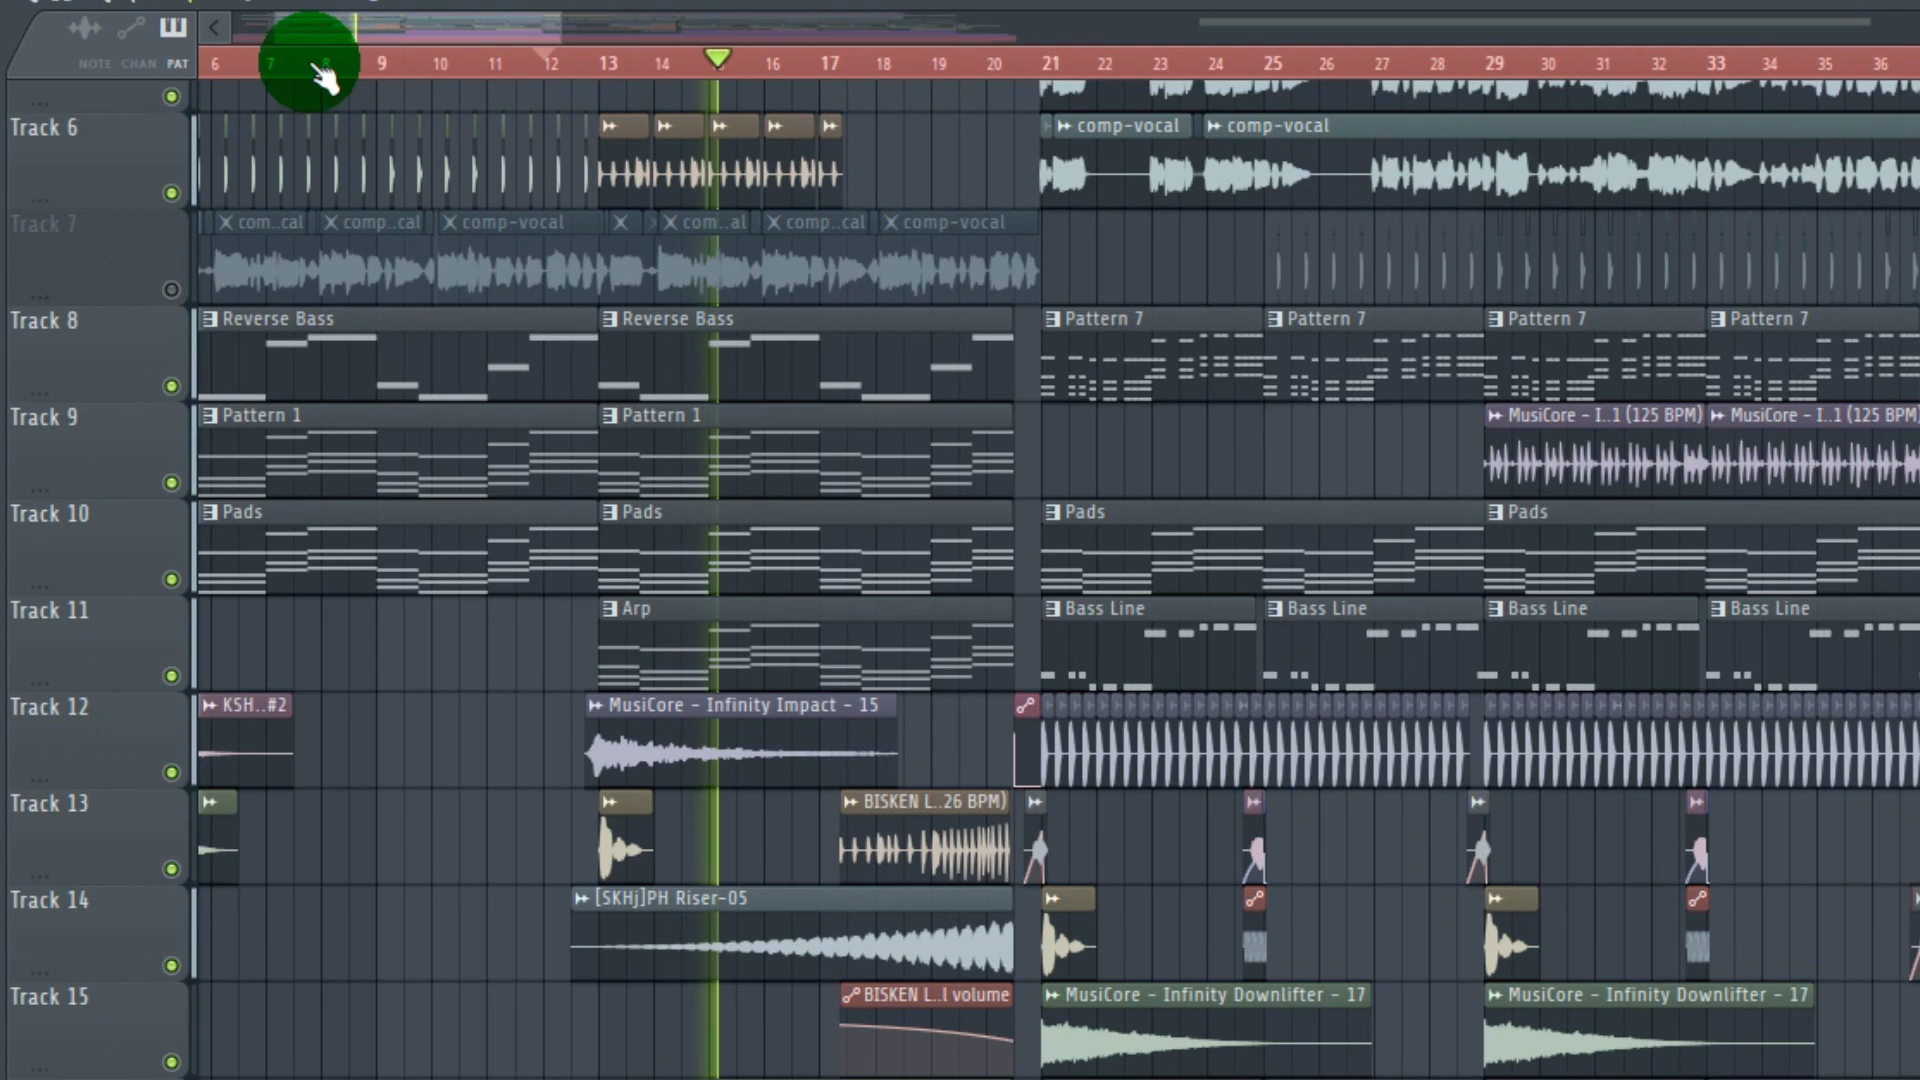 NOTE CHAN PAT
6 7 8 9 10 11 12 13 14 15 16 17 18 19 20 21 22 23 24 25 26 27 28 29 30 31 32 33 34 35 36
Track 6
comp-vocal comp-vocal
Track 7
com..cal comp..cal comp-vocal com..al comp..cal comp-vocal
Track 8
Reverse Bass Reverse Bass Pattern 7 Pattern 7 Pattern 7 Pattern 7
Track 9
Pattern 1 Pattern 1 MusiCore - I..1 (125 BPM) MusiCore - I..1 (125 BPM)
Track 10
Pads Pads Pads Pads
Track 11
Arp Bass Line Bass Line Bass Line Bass Line
Track 12
KSH..#2 MusiCore - Infinity Impact - 15
Track 13
BISKEN L..26 BPM)
Track 14
[SKHj]PH Riser-05
Track 15
BISKEN L..l volume MusiCore - Infinity Downlifter - 17 MusiCore - Infinity Downlifter - 17